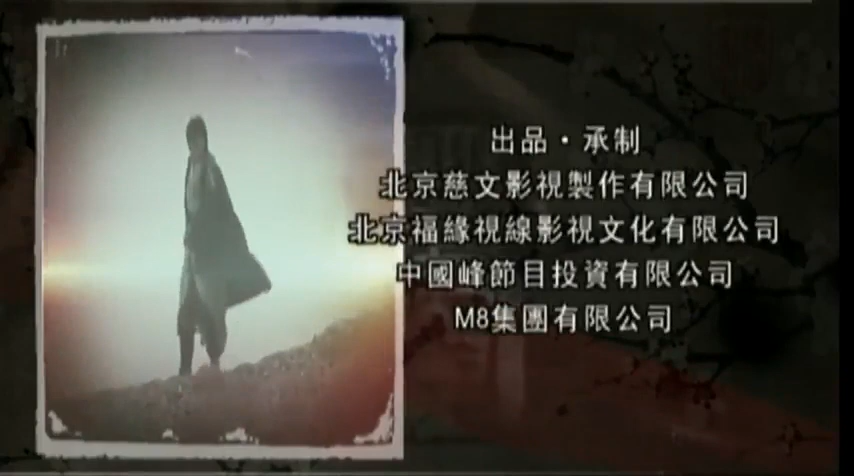 出品·承制
北京慈文影視製作有限公司
北京福緣視線影視文化有限公司
中國峰節目投資有限公司
M8集團有限公司